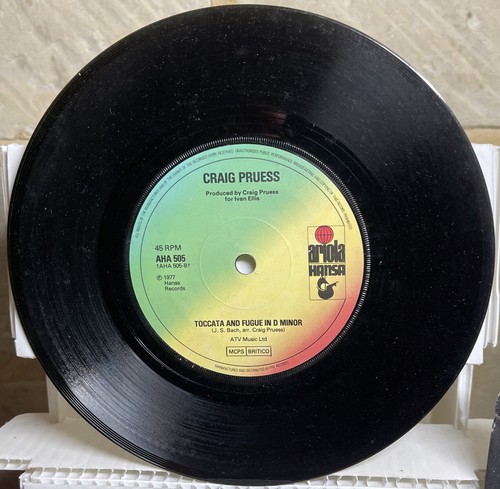 CRAIG PRUESS
Produced by Craig Pruess
for Ivan Ellis
45 RPM
AHA 505
1AHA 505-B1
℗ 1977
Hansa
Records
ariola
HANSA
TOCCATA AND FUGUE IN D MINOR
(J. S. Bach, arr. Craig Pruess)
ATV Music Ltd
MCPS BRITICO